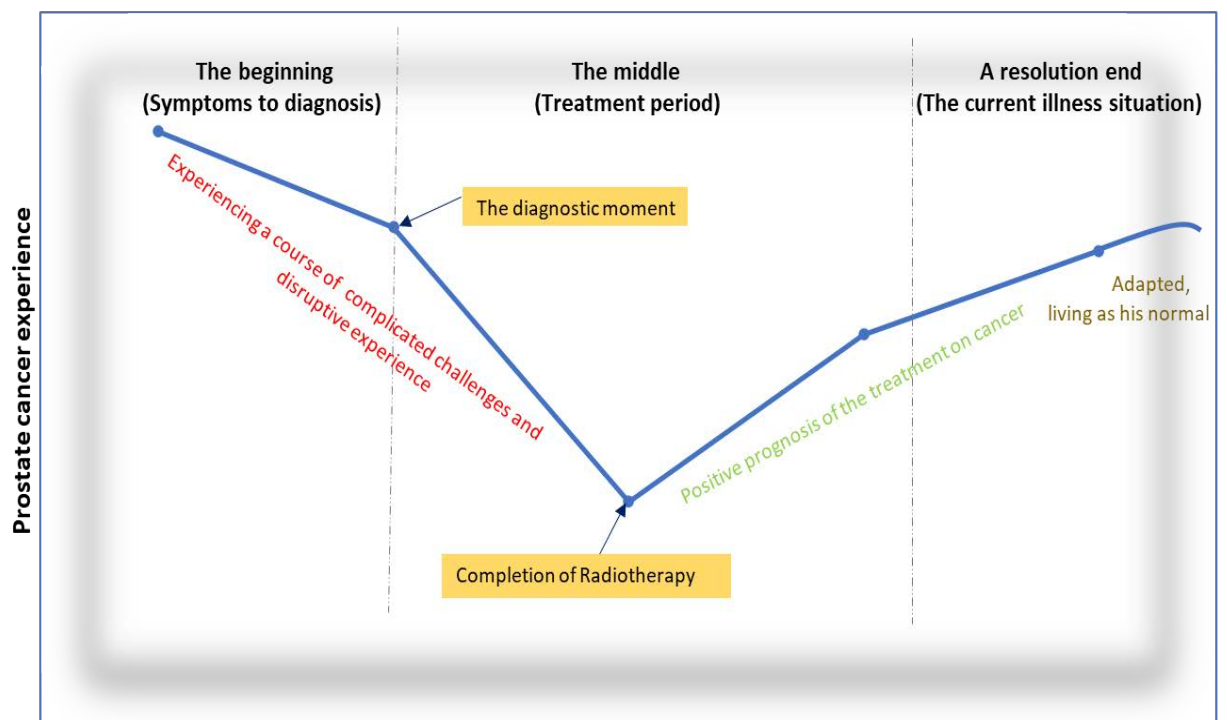 The beginning
(Symptoms to diagnosis)
The middle
(Treatment period)
A resolution end
(The current illness situation)
Prostate cancer experience
Experiencing a course of complicated challenges and
disruptive experience
The diagnostic moment
Completion of Radiotherapy
Positive prognosis of the treatment on cancer
Adapted,
living as his normal